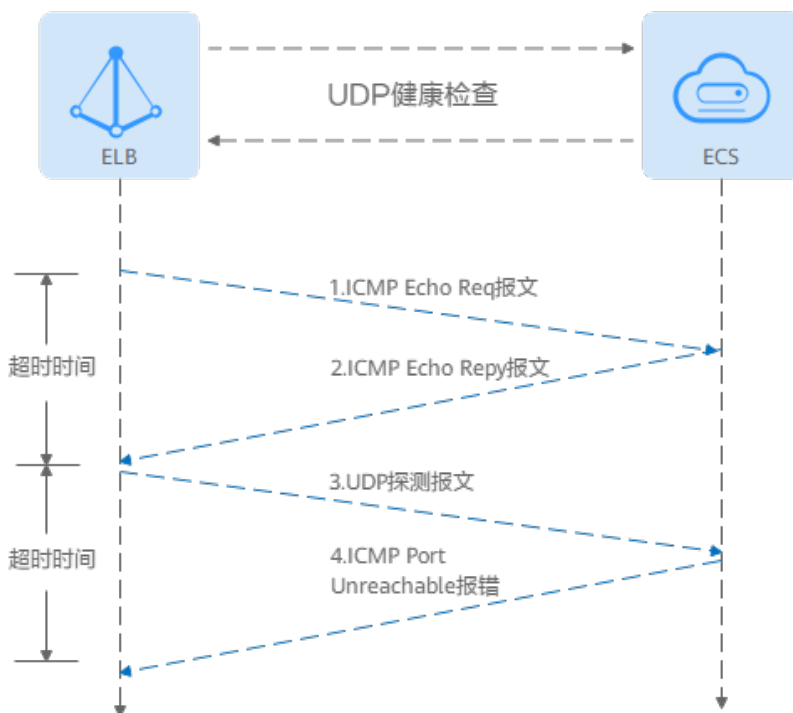 UDP健康检查
ELB
ECS
1.ICMP Echo Req报文
超时时间
2.ICMP Echo Repy报文
3.UDP探测报文
超时时间
4.ICMP Port
Unreachable报错